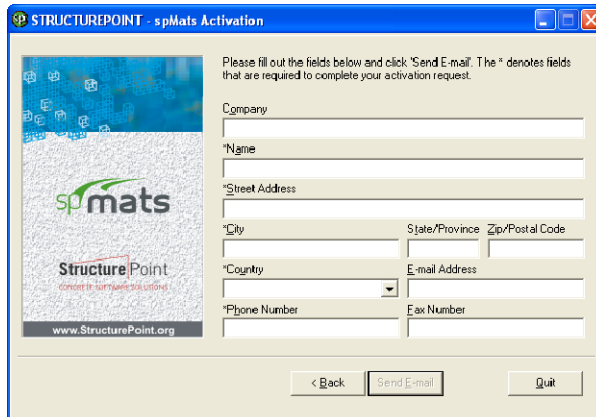 STRUCTUREPOINT - spMats Activation
Please fill out the fields below and click 'Send E-mail'. The * denotes fields
that are required to complete your activation request.
Company
*Name
*Street Address
*City
State/Province
Zip/Postal Code
*Country
E-mail Address
*Phone Number
Fax Number
spmats
StructurePoint
CONCRETE SOFTWARE SOLUTIONS
www.StructurePoint.org
< Back
Send E-mail
Quit